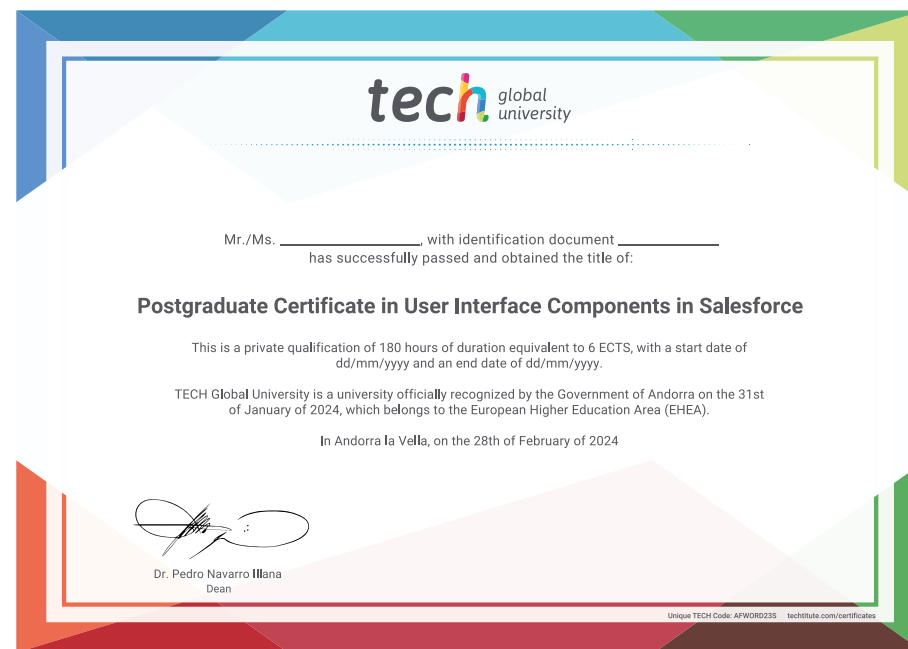 tech global
university
Mr./Ms. ____________________, with identification document ______________
has successfully passed and obtained the title of:
Postgraduate Certificate in User Interface Components in Salesforce
This is a private qualification of 180 hours of duration equivalent to 6 ECTS, with a start date of
dd/mm/yyyy and an end date of dd/mm/yyyy.
TECH Global University is a university officially recognized by the Government of Andorra on the 31st
of January of 2024, which belongs to the European Higher Education Area (EHEA).
In Andorra la Vella, on the 28th of February of 2024
Dr. Pedro Navarro Illana
Dean
Unique TECH Code: AFWORD23S techtitute.com/certificates